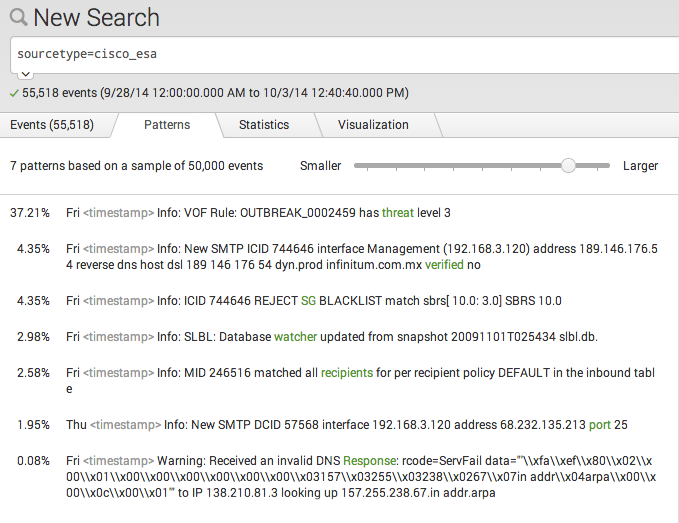 New Search
sourcetype=cisco_esa
✓ 55,518 events (9/28/14 12:00:00.000 AM to 10/3/14 12:40:40.000 PM)
Events (55,518) Patterns Statistics Visualization
7 patterns based on a sample of 50,000 events Smaller Larger
37.21% Fri <timestamp> Info: VOF Rule: OUTBREAK_0002459 has threat level 3
4.35% Fri <timestamp> Info: New SMTP ICID 744646 interface Management (192.168.3.120) address 189.146.176.5
4 reverse dns host dsl 189 146 176 54 dyn.prod infinitum.com.mx verified no
4.35% Fri <timestamp> Info: ICID 744646 REJECT SG BLACKLIST match sbrs[ 10.0: 3.0] SBRS 10.0
2.98% Fri <timestamp> Info: SLBL: Database watcher updated from snapshot 20091101T025434 slbl.db.
2.58% Fri <timestamp> Info: MID 246516 matched all recipients for per recipient policy DEFAULT in the inbound tabl
e
1.95% Thu <timestamp> Info: New SMTP DCID 57568 interface 192.168.3.120 address 68.232.135.213 port 25
0.08% Fri <timestamp> Warning: Received an invalid DNS Response: rcode=ServFail data="'\\xfa\\xef\\x80\\x02\\x
00\\x01\\x00\\x00\\x00\\x00\\x00\\x00\\x03157\\x03255\\x03238\\x0267\\x07in addr\\x04arpa\\x00\\x
00\\x0c\\x00\\x01'" to IP 138.210.81.3 looking up 157.255.238.67.in addr.arpa